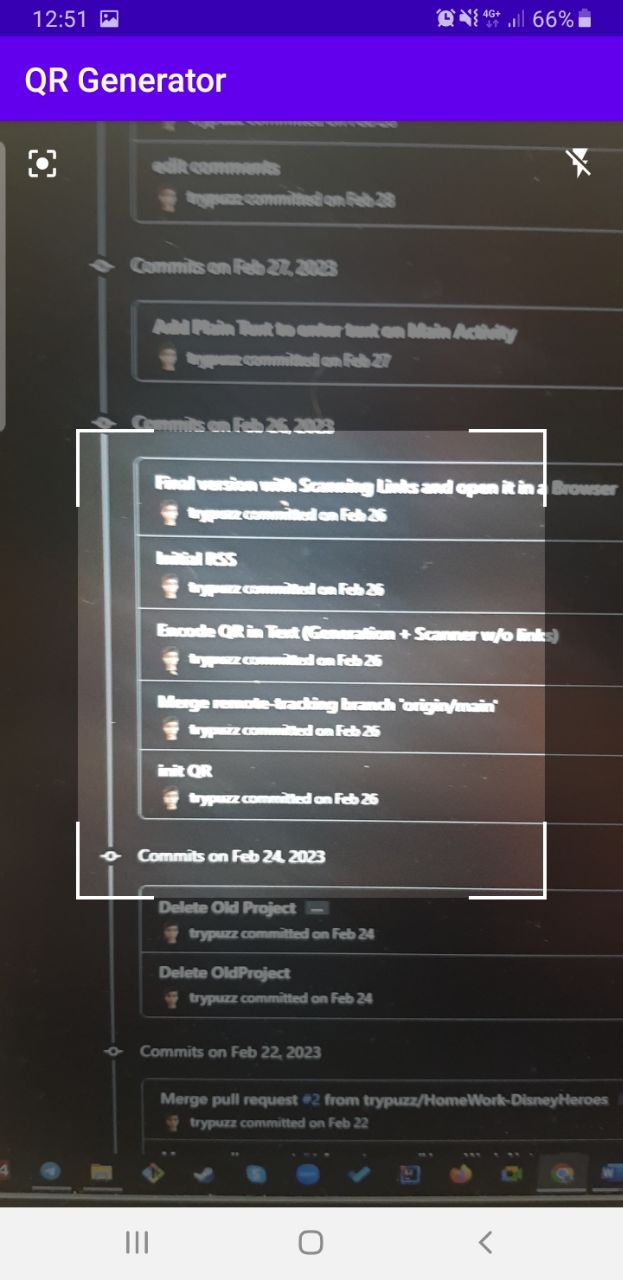 12:51 4G+ 66%
QR Generator
edit comments
trypuzz committed on Feb 28
Commits on Feb 27, 2023
Add Plain Text to enter text on Main Activity
trypuzz committed on Feb 27
Commits on Feb 26, 2023
Final version with Scanning Links and open it in a Browser
trypuzz committed on Feb 26
Initial RSS
trypuzz committed on Feb 26
Encode QR in Text (Generation + Scanner w/o links)
trypuzz committed on Feb 26
Merge remote-tracking branch 'origin/main'
trypuzz committed on Feb 26
init QR
trypuzz committed on Feb 26
Commits on Feb 24, 2023
Delete Old Project ...
trypuzz committed on Feb 24
Delete OldProject
trypuzz committed on Feb 24
Commits on Feb 22, 2023
Merge pull request #2 from trypuzz/HomeWork-DisneyHeroes
trypuzz committed on Feb 22